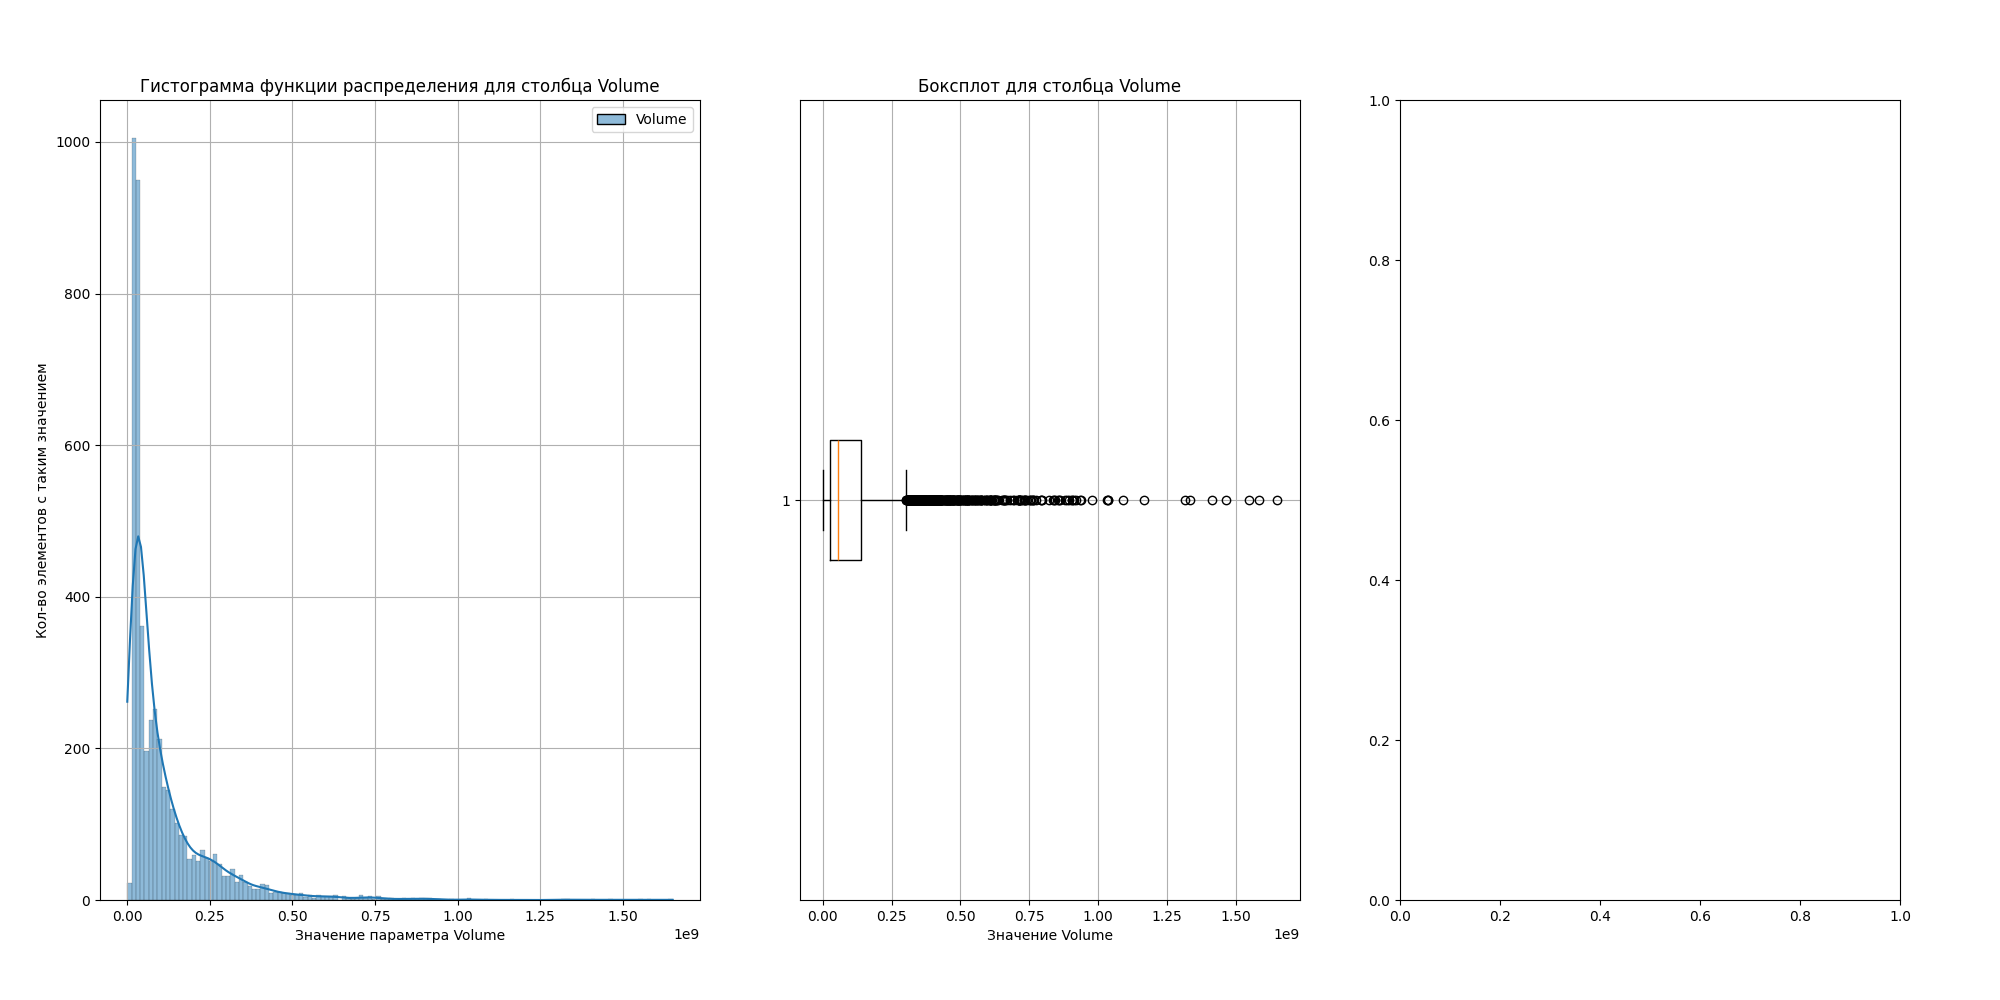 Гистограмма функции распределения для столбца Volume
Volume
Кол-во элементов с таким значением
1000
800
600
400
200
0
0.00 0.25 0.50 0.75 1.00 1.25 1.50
1e9
Значение параметра Volume
Боксплот для столбца Volume
1
0.00 0.25 0.50 0.75 1.00 1.25 1.50
1e9
Значение Volume
1.0
0.8
0.6
0.4
0.2
0.0
0.0 0.2 0.4 0.6 0.8 1.0